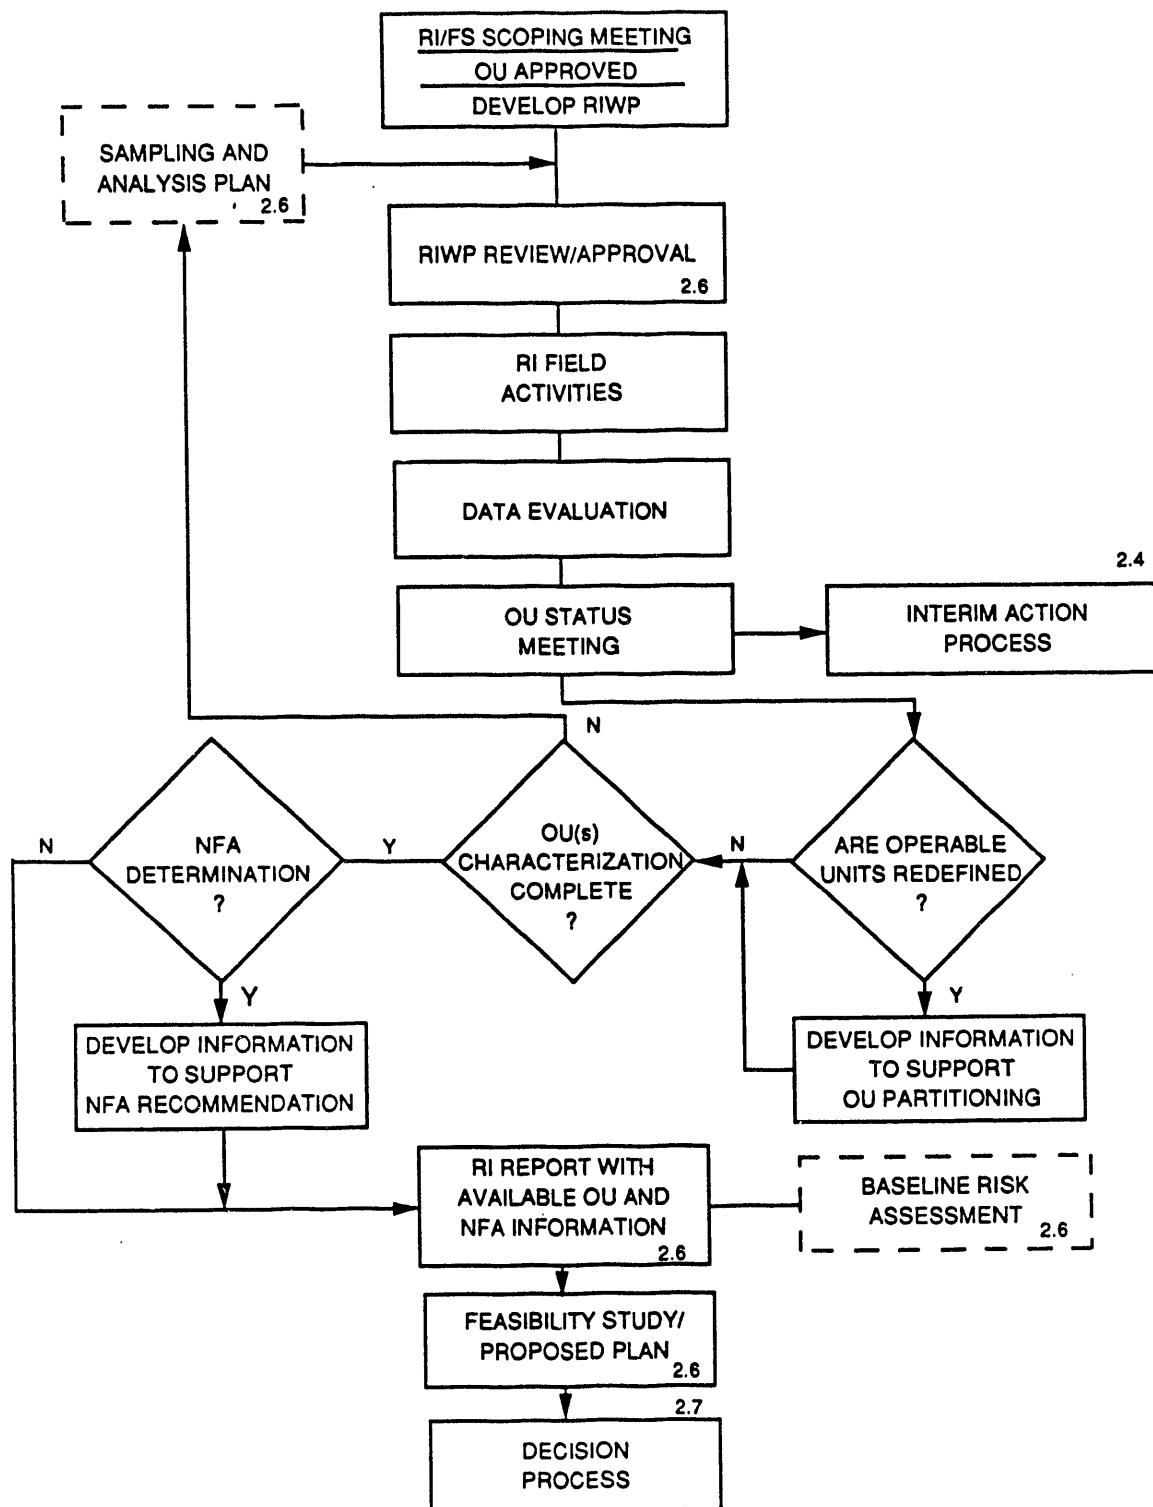 RI/FS SCOPING MEETING
OU APPROVED
DEVELOP RIWP
SAMPLING AND
ANALYSIS PLAN
2.6
RIWP REVIEW/APPROVAL
2.6
RI FIELD
ACTIVITIES
DATA EVALUATION
2.4
OU STATUS
MEETING
INTERIM ACTION
PROCESS
N
N
NFA
DETERMINATION
?
Y
OU(s)
CHARACTERIZATION
COMPLETE
?
N
ARE OPERABLE
UNITS REDEFINED
?
Y
Y
DEVELOP INFORMATION
TO SUPPORT
NFA RECOMMENDATION
DEVELOP INFORMATION
TO SUPPORT
OU PARTITIONING
RI REPORT WITH
AVAILABLE OU AND
NFA INFORMATION
2.6
BASELINE RISK
ASSESSMENT
2.6
FEASIBILITY STUDY/
PROPOSED PLAN
2.6
2.7
DECISION
PROCESS